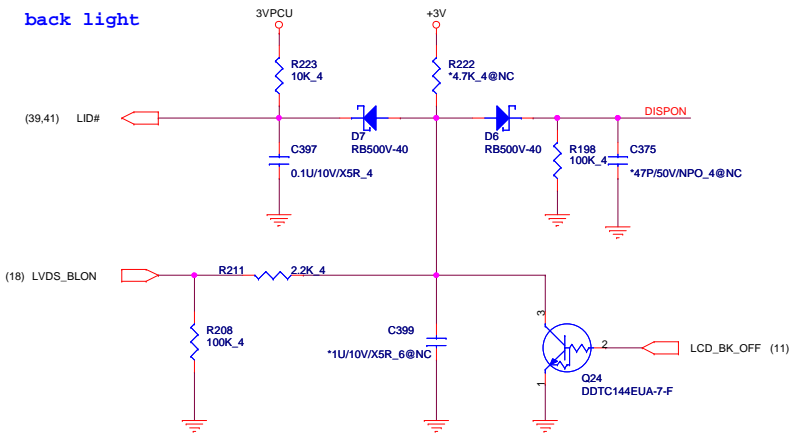 back light
3VPCU
+3V
R223
10K_4
R222
*4.7K_4@NC
(39,41) LID#
DISPON
D7
RB500V-40
D6
RB500V-40
C397
0.1U/10V/X5R_4
R198
100K_4
C375
*47P/50V/NPO_4@NC
(18) LVDS_BLON
R211 2.2K_4
R208
100K_4
C399
*1U/10V/X5R_6@NC
3
2
1
LCD_BK_OFF (11)
Q24
DDTC144EUA-7-F